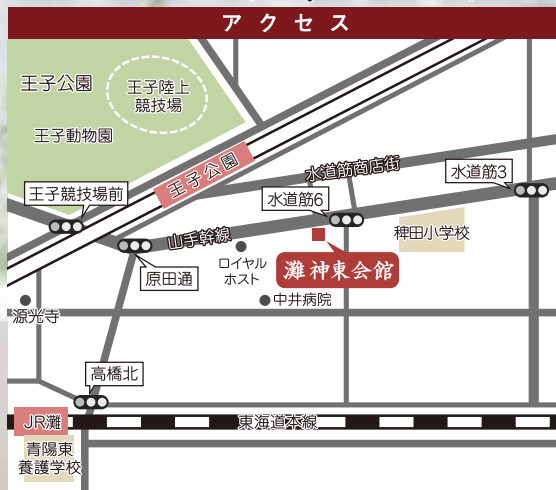 アクセス
王子公園
王子陸上
競技場
王子動物園
王子公園
水道筋商店街
水道筋3
王子競技場前
水道筋6
山手幹線
稗田小学校
ロイヤル
ホスト
灘神東会館
原田通
中井病院
源光寺
高橋北
JR灘
東海道本線
青陽東
養護学校